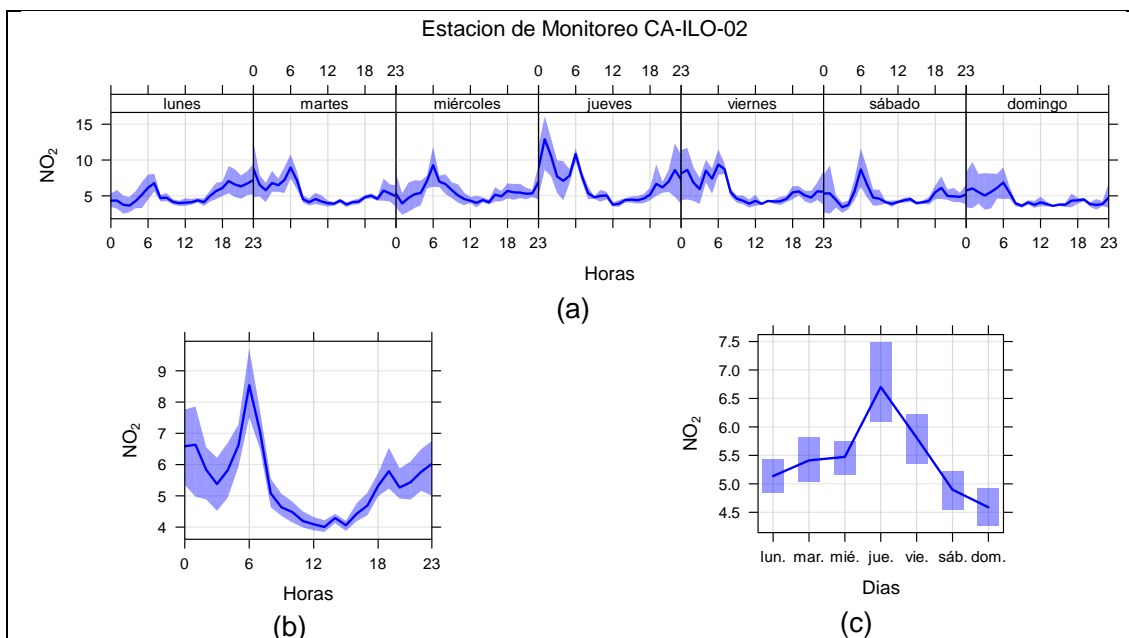 Estacion de Monitoreo CA-ILO-02
0 6 12 18 23 0 6 12 18 23 0 6 12 18 23
lunes martes miércoles jueves viernes sábado domingo
15
10
5
NO2
0 6 12 18 23 0 6 12 18 23 0 6 12 18 23 0 6 12 18 23
Horas
(a)
9
8
7
6
5
4
NO2
0 6 12 18 23
Horas
(b)
7.5
7.0
6.5
6.0
5.5
5.0
4.5
NO2
lun. mar. mié. jue. vie. sáb. dom.
Dias
(c)